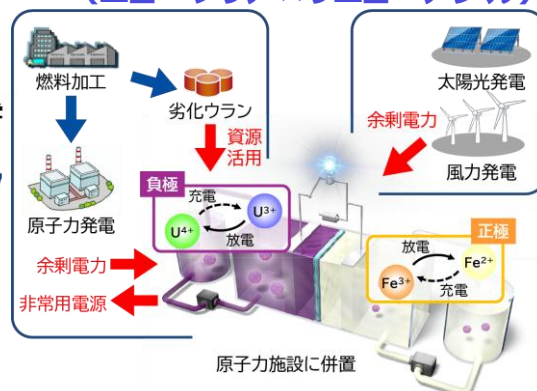 燃料加工
劣化ウラン
資源
活用
原子力発電
太陽光発電
余剰電力
風力発電
負極
充電
U³⁺
U⁴⁺
放電
余剰電力
非常用電源
正極
放電
Fe²⁺
Fe³⁺
充電
原子力施設に併置